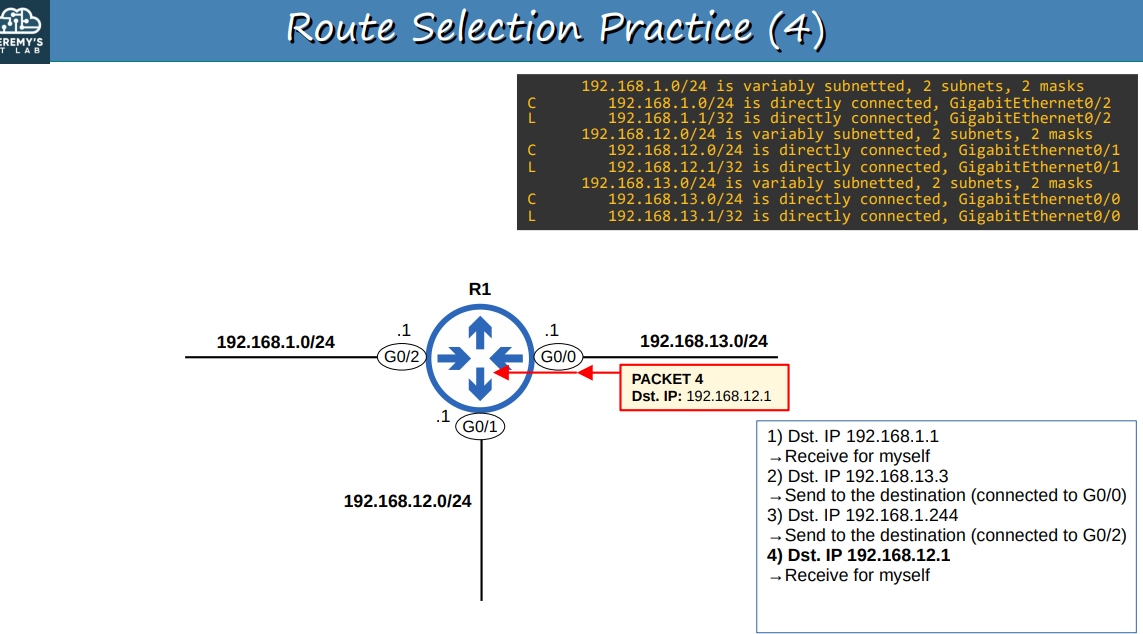 Route Selection Practice (4)
EREMY'S
T LAB
192.168.1.0/24 is variably subnetted, 2 subnets, 2 masks
C 192.168.1.0/24 is directly connected, GigabitEthernet0/2
L 192.168.1.1/32 is directly connected, GigabitEthernet0/2
192.168.12.0/24 is variably subnetted, 2 subnets, 2 masks
C 192.168.12.0/24 is directly connected, GigabitEthernet0/1
L 192.168.12.1/32 is directly connected, GigabitEthernet0/1
192.168.13.0/24 is variably subnetted, 2 subnets, 2 masks
C 192.168.13.0/24 is directly connected, GigabitEthernet0/0
L 192.168.13.1/32 is directly connected, GigabitEthernet0/0
R1
192.168.1.0/24
.1
.1
192.168.13.0/24
G0/2
G0/0
PACKET 4
Dst. IP: 192.168.12.1
.1
G0/1
192.168.12.0/24
1) Dst. IP 192.168.1.1
→Receive for myself
2) Dst. IP 192.168.13.3
→Send to the destination (connected to G0/0)
3) Dst. IP 192.168.1.244
→Send to the destination (connected to G0/2)
4) Dst. IP 192.168.12.1
→Receive for myself